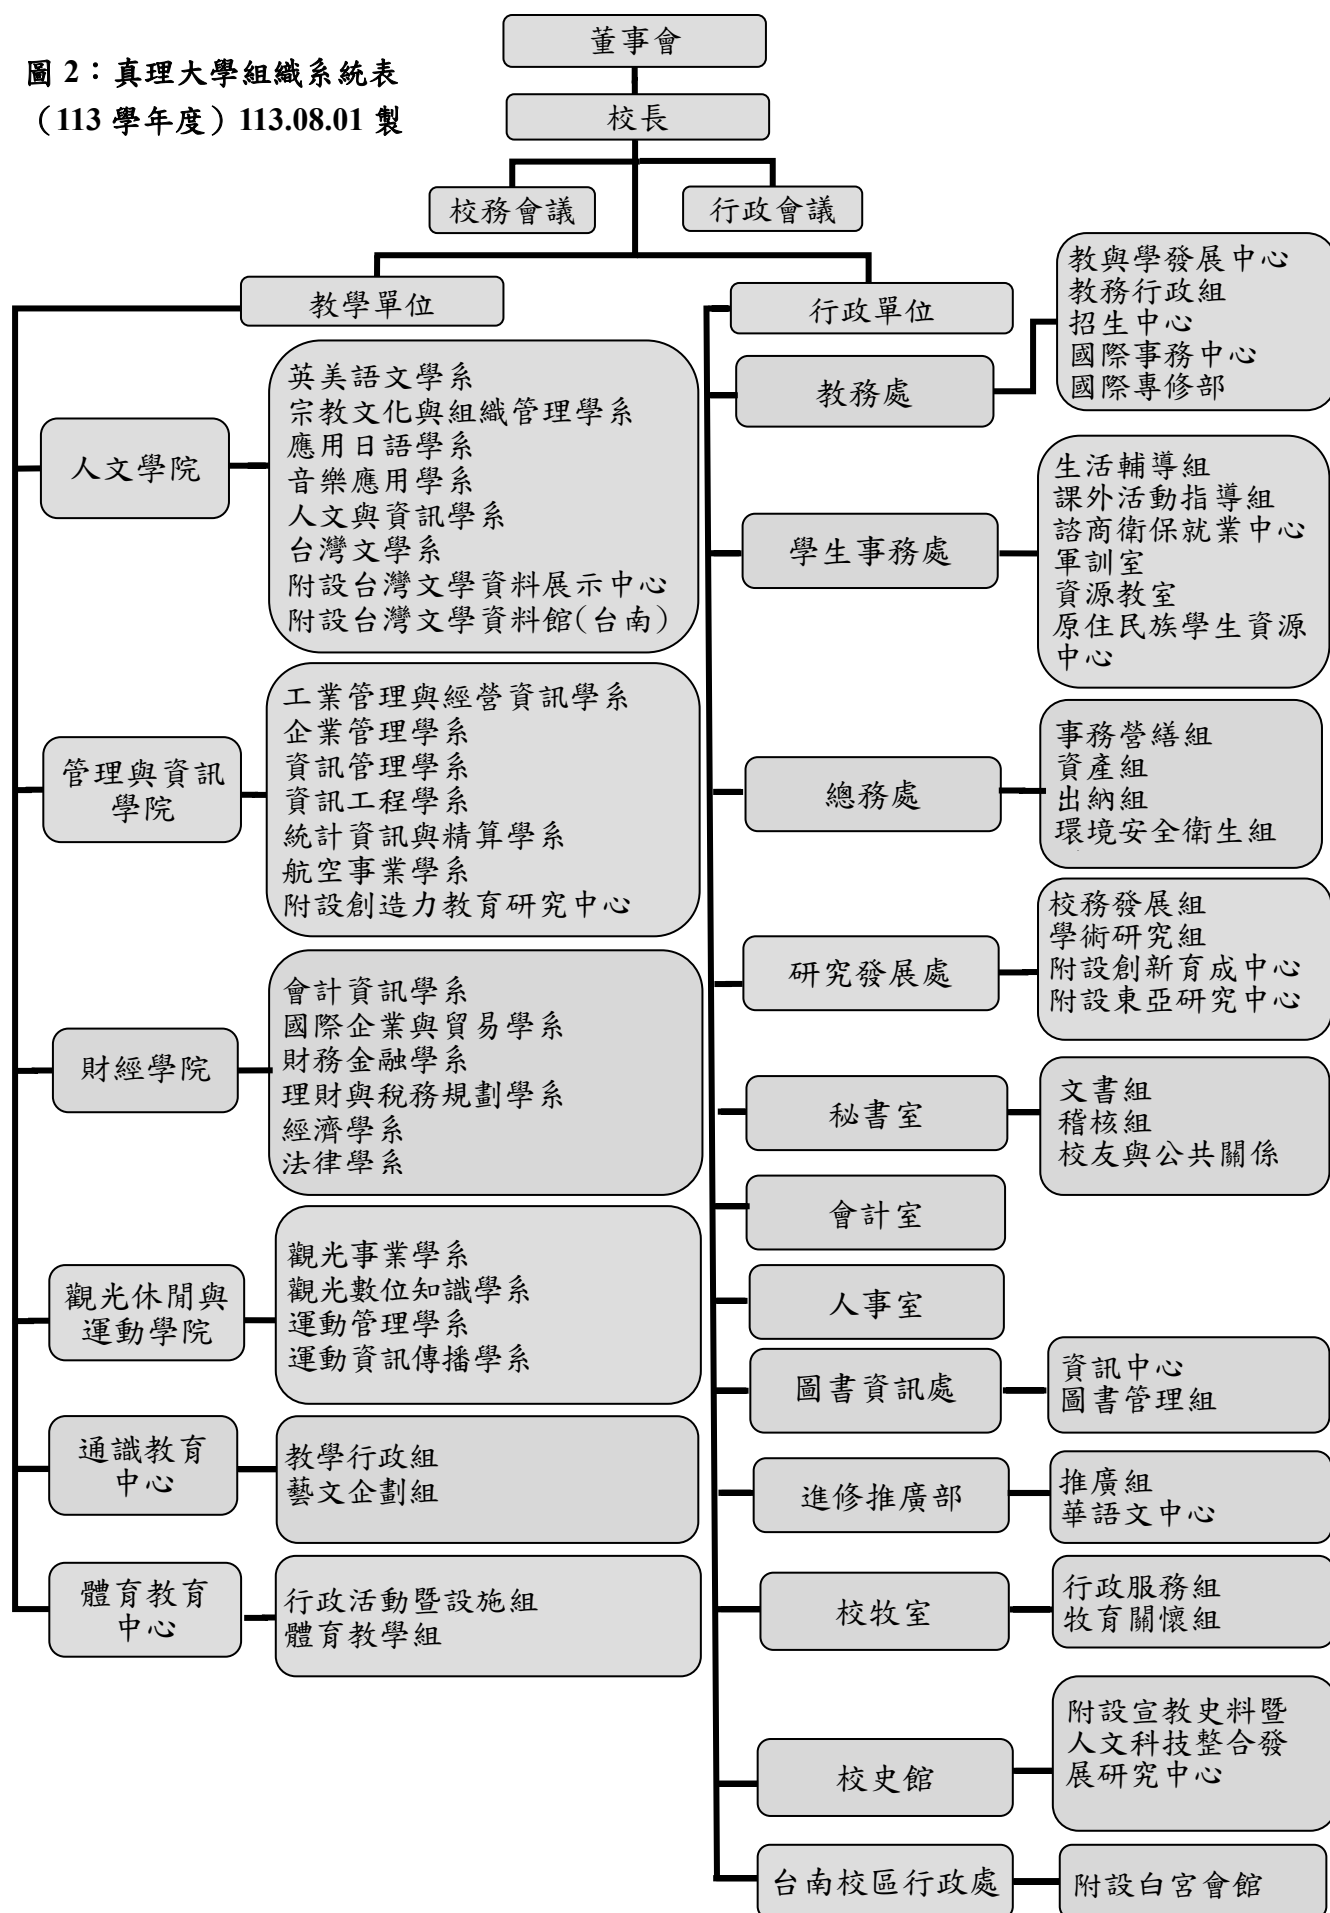 董事會
圖 2：真理大學組織系統表
（113 學年度）113.08.01 製
校長
校務會議
行政會議
教學單位
人文學院
英美語文學系
宗教文化與組織管理學系
應用日語學系
音樂應用學系
人文與資訊學系
台灣文學系
附設台灣文學資料展示中心
附設台灣文學資料館(台南)
管理與資訊
學院
工業管理與經營資訊學系
企業管理學系
資訊管理學系
資訊工程學系
統計資訊與精算學系
航空事業學系
附設創造力教育研究中心
財經學院
會計資訊學系
國際企業與貿易學系
財務金融學系
理財與稅務規劃學系
經濟學系
法律學系
觀光休閒與
運動學院
觀光事業學系
觀光數位知識學系
運動管理學系
運動資訊傳播學系
通識教育
中心
教學行政組
藝文企劃組
體育教育
中心
行政活動暨設施組
體育教學組
行政單位
教務處
教與學發展中心
教務行政組
招生中心
國際事務中心
國際專修部
學生事務處
生活輔導組
課外活動指導組
諮商衛保就業中心
軍訓室
資源教室
原住民族學生資源
中心
總務處
事務營繕組
資產組
出納組
環境安全衛生組
研究發展處
校務發展組
學術研究組
附設創新育成中心
附設東亞研究中心
秘書室
文書組
稽核組
校友與公共關係
會計室
人事室
圖書資訊處
資訊中心
圖書管理組
進修推廣部
推廣組
華語文中心
校牧室
行政服務組
牧育關懷組
校史館
附設宣教史料暨
人文科技整合發
展研究中心
台南校區行政處
附設白宮會館